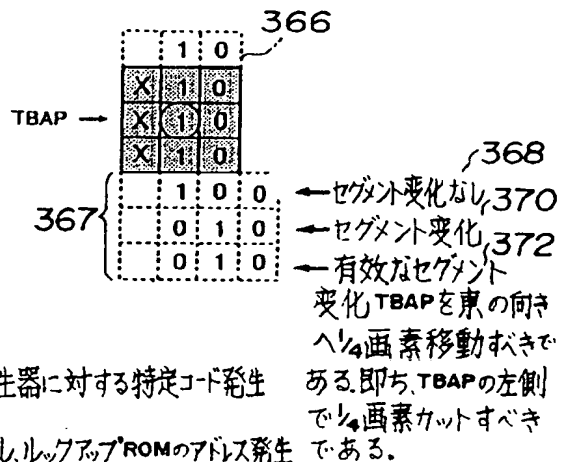 366
1 0
X 1 0
TBAP → X 1 0
X 1 0
368
1 0 0 ←セグメント変化なし 370
367 0 1 0 ←セグメント変化 372
0 1 0 ←有効なセグメント
変化TBAPを東の向き
へ1/4画素移動すべきで
生器に対する特定コード発生 ある.即ち、TBAPの左側
で1/4画素カットすべき
し、ルックアップROMのアドレス発生 である.